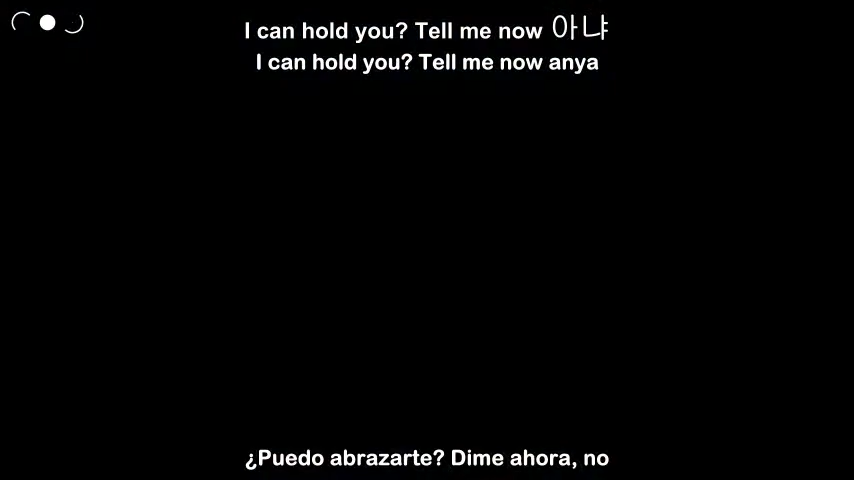 I can hold you? Tell me now 아냐
I can hold you? Tell me now anya
¿Puedo abrazarte? Dime ahora, no